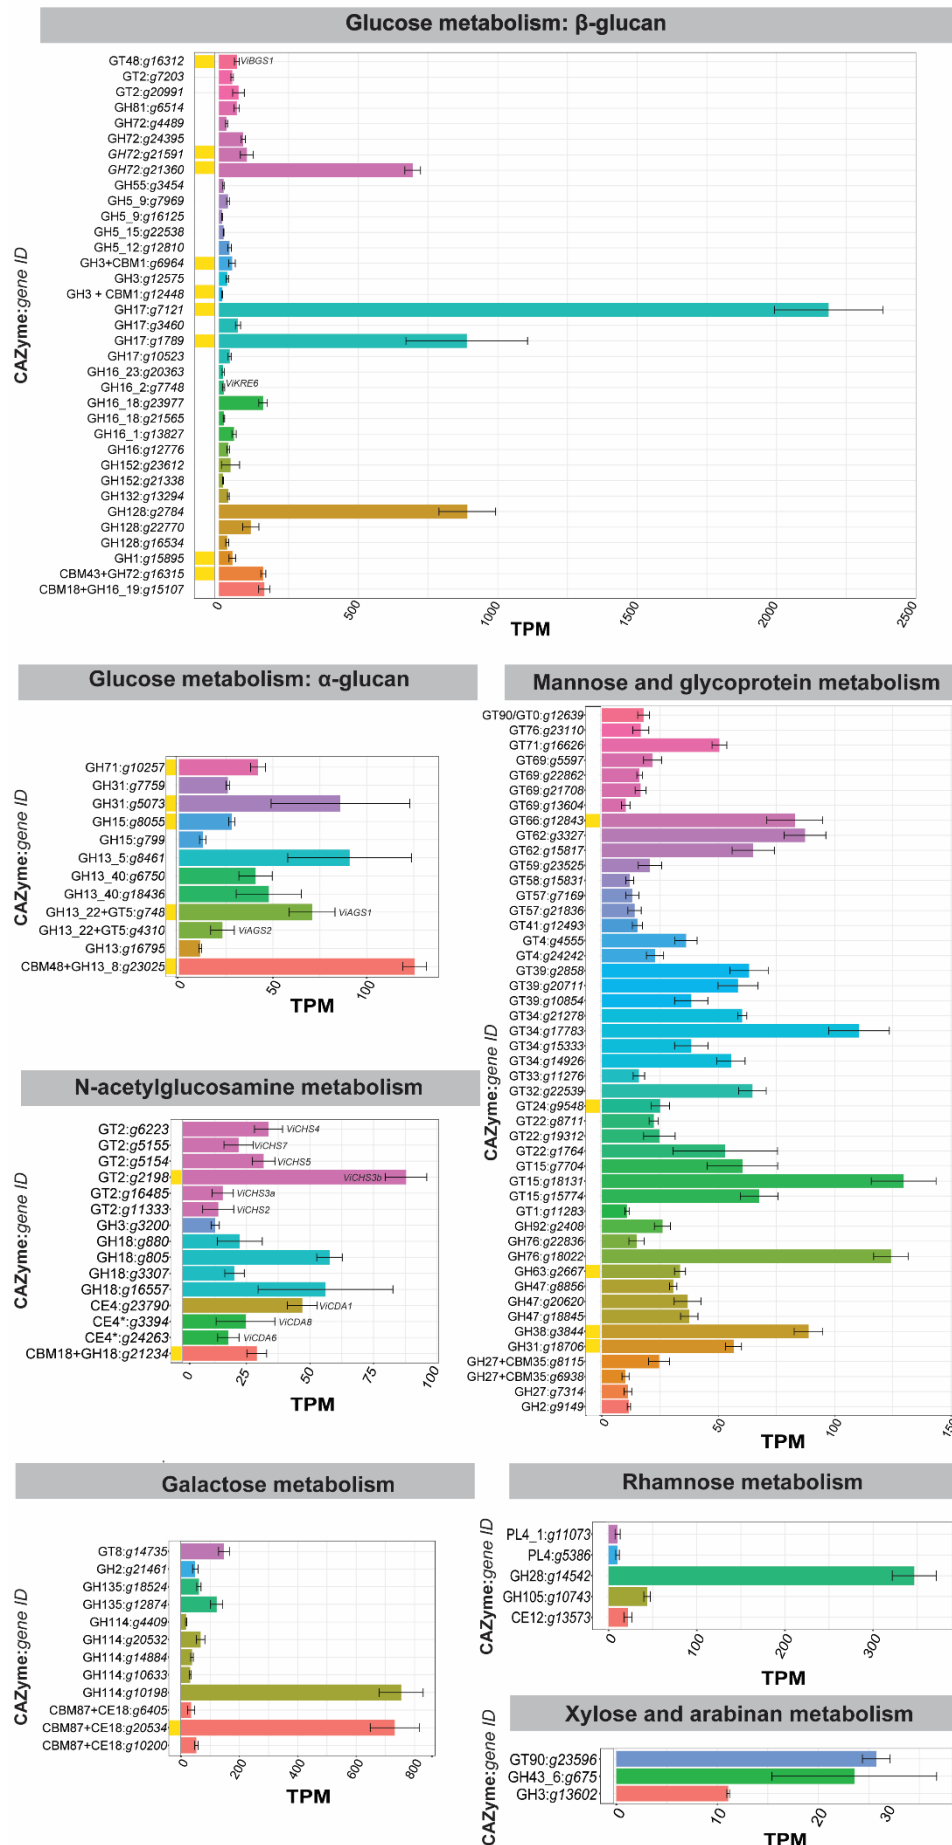 Glucose metabolism: β-glucan
CAZyme:gene ID
GT48:g16312
ViBGS1
GT2:g7203
GT2:g20991
GH81:g6514
GH72:g4489
GH72:g24395
GH72:g21591
GH72:g21360
GH55:g3454
GH5_9:g7969
GH5_9:g16125
GH5_15:g22538
GH5_12:g12810
GH3+CBM1:g6964
GH3:g12575
GH3 + CBM1:g12448
GH17:g7121
GH17:g3460
GH17:g1789
GH17:g10523
GH16_23:g20363
GH16_2:g7748
ViKRE6
GH16_18:g23977
GH16_18:g21565
GH16_1:g13827
GH16:g12776
GH152:g23612
GH152:g21338
GH132:g13294
GH128:g2784
GH128:g22770
GH128:g16534
GH1:g15895
CBM43+GH72:g16315
CBM18+GH16_19:g15107
0 500 1000 1500 2000 2500
TPM
Glucose metabolism: α-glucan
CAZyme:gene ID
GH71:g10257
GH31:g7759
GH31:g5073
GH15:g8055
GH15:g799
GH13_5:g8461
GH13_40:g6750
GH13_40:g18436
GH13_22+GT5:g748
ViAGS1
GH13_22+GT5:g4310
ViAGS2
GH13:g16795
CBM48+GH13_8:g23025
0 50 100
TPM
Mannose and glycoprotein metabolism
CAZyme:gene ID
GT90/GT0:g12639
GT76:g23110
GT71:g16626
GT69:g5597
GT69:g22862
GT69:g21708
GT69:g13604
GT66:g12843
GT62:g3327
GT62:g15817
GT59:g23525
GT58:g15831
GT57:g7169
GT57:g21836
GT41:g12493
GT4:g4555
GT4:g24242
GT39:g2858
GT39:g20711
GT39:g10854
GT34:g21278
GT34:g17783
GT34:g15333
GT34:g14926
GT33:g11276
GT32:g22539
GT24:g9548
GT22:g8711
GT22:g19312
GT22:g1764
GT15:g7704
GT15:g18131
GT15:g15774
GT1:g11283
GH92:g2408
GH76:g22836
GH76:g18022
GH63:g2667
GH47:g8856
GH47:g20620
GH47:g18845
GH38:g3844
GH31:g18706
GH27+CBM35:g8115
GH27+CBM35:g6938
GH27:g7314
GH2:g9149
0 50 100 150
TPM
N-acetylglucosamine metabolism
CAZyme:gene ID
GT2:g6223
ViCHS4
GT2:g5155
ViCHS7
GT2:g5154
ViCHS5
GT2:g2198
ViCHS3b
GT2:g16485
ViCHS3a
GT2:g11333
ViCHS2
GH3:g3200
GH18:g880
GH18:g805
GH18:g3307
GH18:g16557
CE4:g23790
ViCDA1
CE4*:g3394
ViCDA8
CE4*:g24263
ViCDA6
CBM18+GH18:g21234
0 25 50 75 100
TPM
Galactose metabolism
CAZyme:gene ID
GT8:g14735
GH2:g21461
GH135:g18524
GH135:g12874
GH114:g4409
GH114:g20532
GH114:g14884
GH114:g10633
GH114:g10198
CBM87+CE18:g6405
CBM87+CE18:g20534
CBM87+CE18:g10200
0 200 400 600 800
TPM
Rhamnose metabolism
CAZyme:gene ID
PL4_1:g11073
PL4:g5386
GH28:g14542
GH105:g10743
CE12:g13573
0 100 200 300
TPM
Xylose and arabinan metabolism
CAZyme:gene ID
GT90:g23596
GH43_6:g675
GH3:g13602
0 10 20 30
TPM